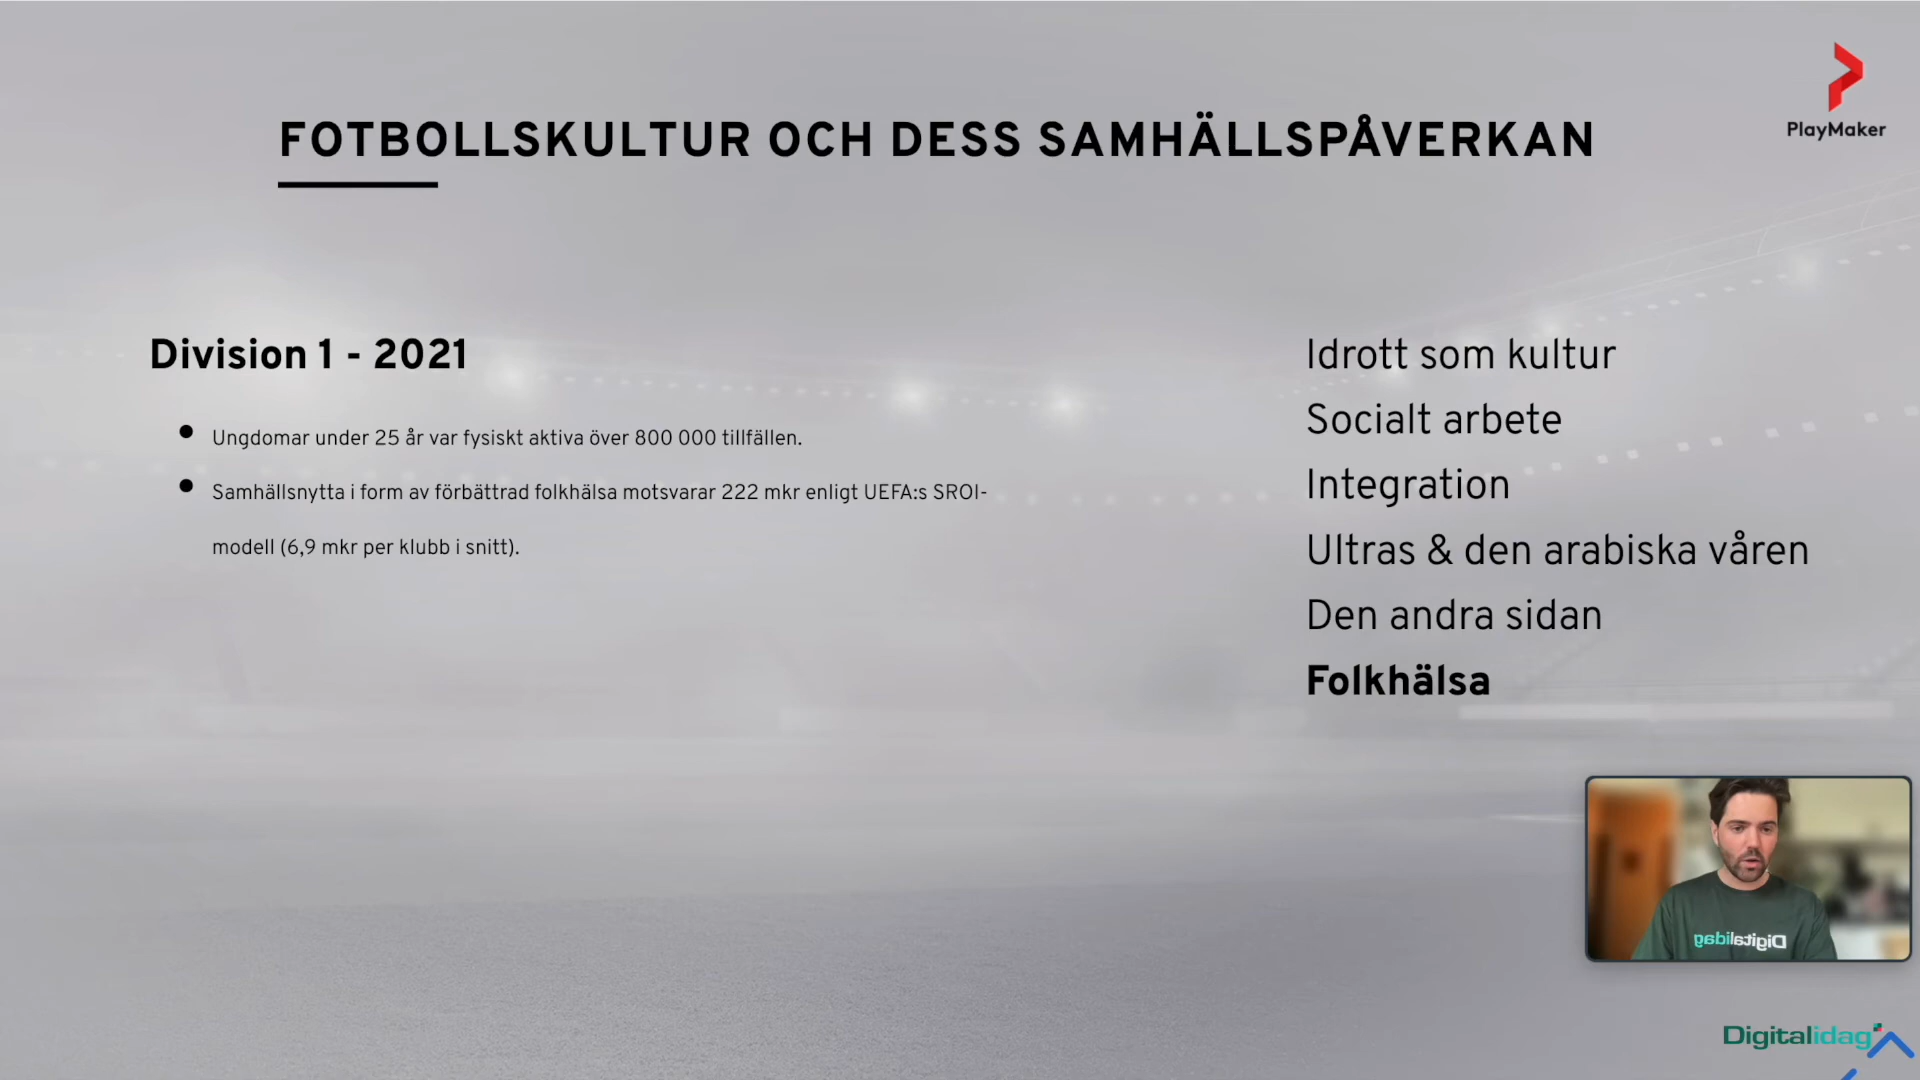 PlayMaker
FOTBOLLSKULTUR OCH DESS SAMHÄLLSPÅVERKAN
Division 1 - 2021
Ungdomar under 25 år var fysiskt aktiva över 800 000 tillfällen.
Samhällsnytta i form av förbättrad folkhälsa motsvarar 222 mkr enligt UEFA:s SROI-
modell (6,9 mkr per klubb i snitt).
Idrott som kultur
Socialt arbete
Integration
Ultras & den arabiska våren
Den andra sidan
Folkhälsa
Digitalidag
Digitalidag